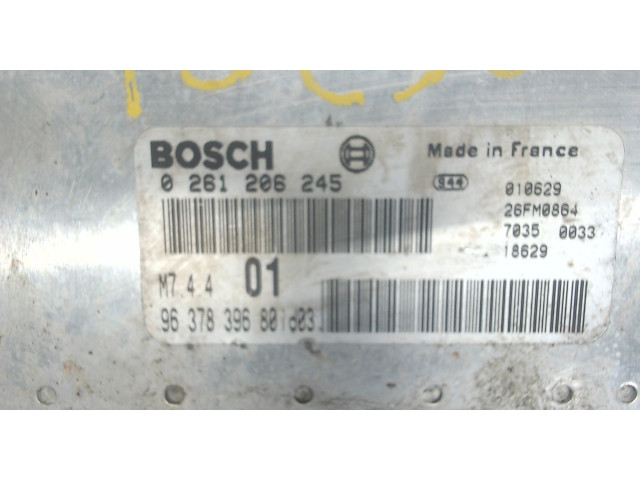 BOSCH
Made in France
0 261 206 245
S44
010629
26FM0864
7035 0033
18629
M7.4.4 01
96 378 396 80